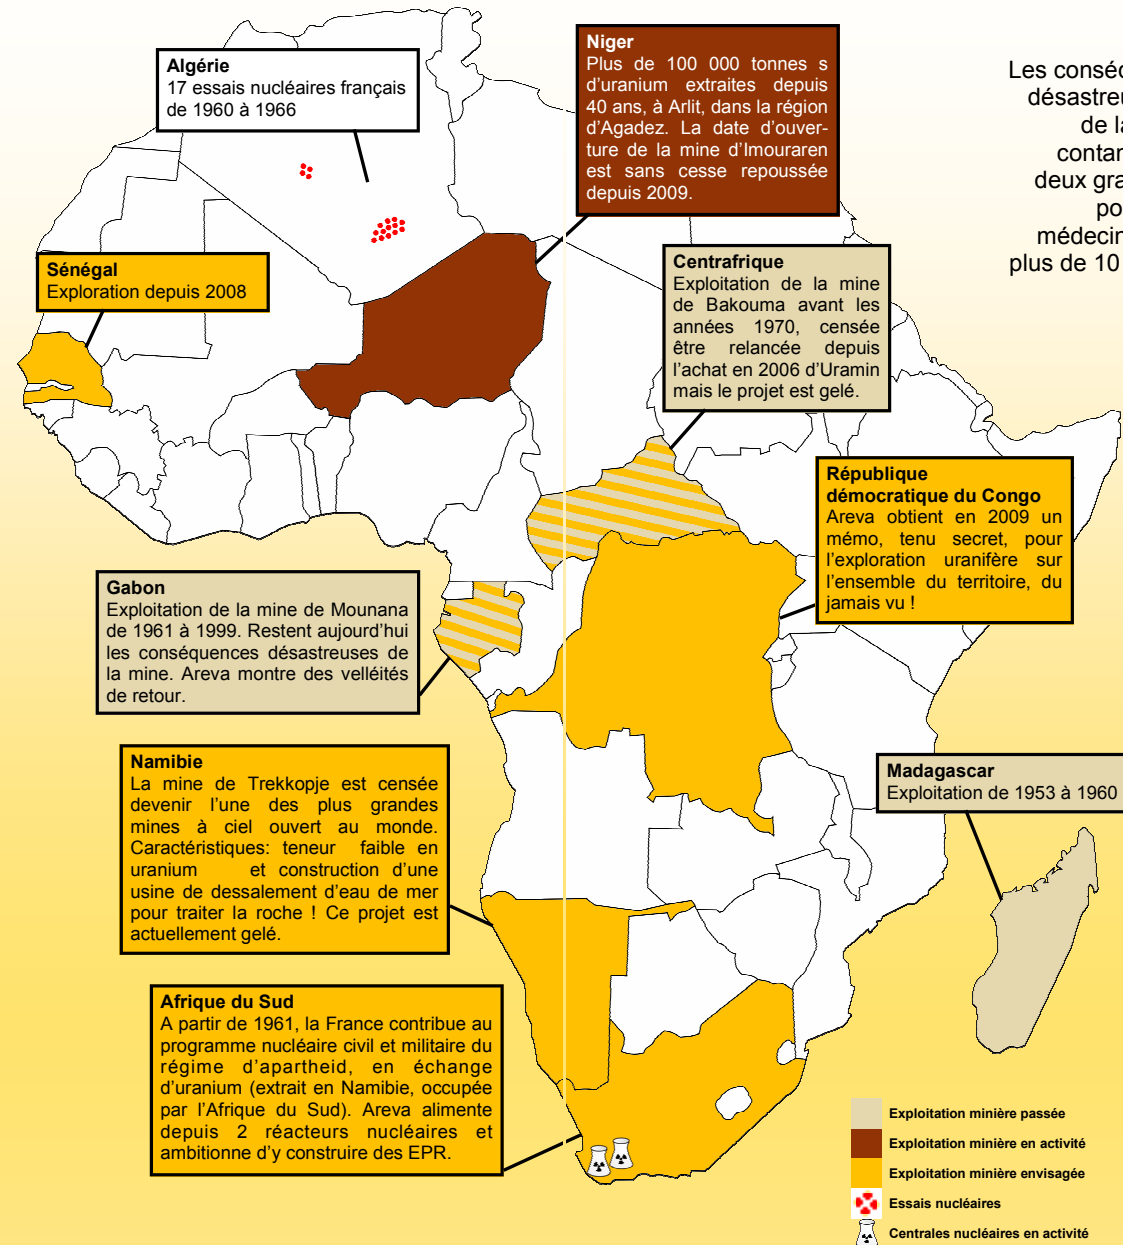 Algérie
17 essais nucléaires français
de 1960 à 1966
Niger
Plus de 100 000 tonnes s
d'uranium extraites depuis
40 ans, à Arlit, dans la région
d'Agadez. La date d'ouver-
ture de la mine d'Imouraren
est sans cesse repoussée
depuis 2009.
Les conséq
désastreu
de la
contar
deux gra
po
médecin
plus de 10
Sénégal
Exploration depuis 2008
Centrafrique
Exploitation de la mine
de Bakouma avant les
années 1970, censée
être relancée depuis
l'achat en 2006 d'Uramin
mais le projet est gelé.
République
démocratique du Congo
Areva obtient en 2009 un
mémo, tenu secret, pour
l'exploration uranifère sur
l'ensemble du territoire, du
jamais vu !
Gabon
Exploitation de la mine de Mounana
de 1961 à 1999. Restent aujourd'hui
les conséquences désastreuses de
la mine. Areva montre des velléités
de retour.
Namibie
La mine de Trekkopje est censée
devenir l'une des plus grandes
mines à ciel ouvert au monde.
Caractéristiques: teneur faible en
uranium et construction d'une
usine de dessalement d'eau de mer
pour traiter la roche ! Ce projet est
actuellement gelé.
Madagascar
Exploitation de 1953 à 1960
Afrique du Sud
A partir de 1961, la France contribue au
programme nucléaire civil et militaire du
régime d'apartheid, en échange
d'uranium (extrait en Namibie, occupée
par l'Afrique du Sud). Areva alimente
depuis 2 réacteurs nucléaires et
ambitionne d'y construire des EPR.
Exploitation minière passée
Exploitation minière en activité
Exploitation minière envisagée
Essais nucléaires
Centrales nucléaires en activité